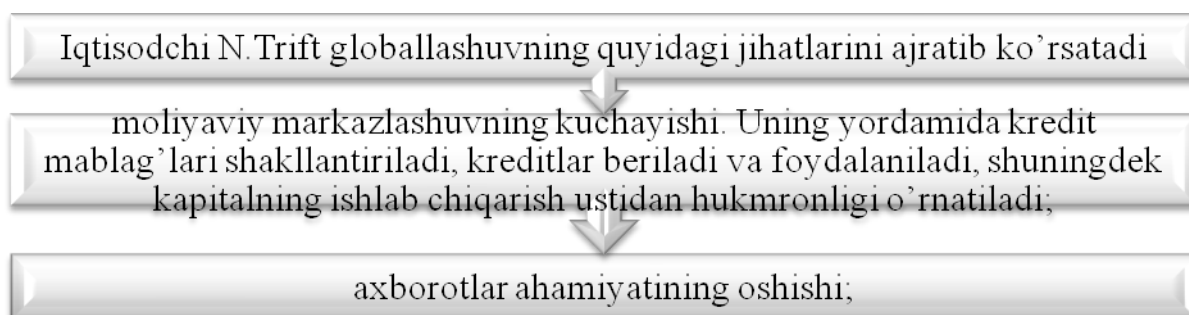 Iqtisodchi N.Trift globallashuvning quyidagi jihatlarini ajratib ko’rsatadi
moliyaviy markazlashuvning kuchayishi. Uning yordamida kredit
mablag’lari shakllantiriladi, kreditlar beriladi va foydalaniladi, shuningdek
kapitalning ishlab chiqarish ustidan hukmronligi o’rnatiladi;
axborotlar ahamiyatining oshishi;